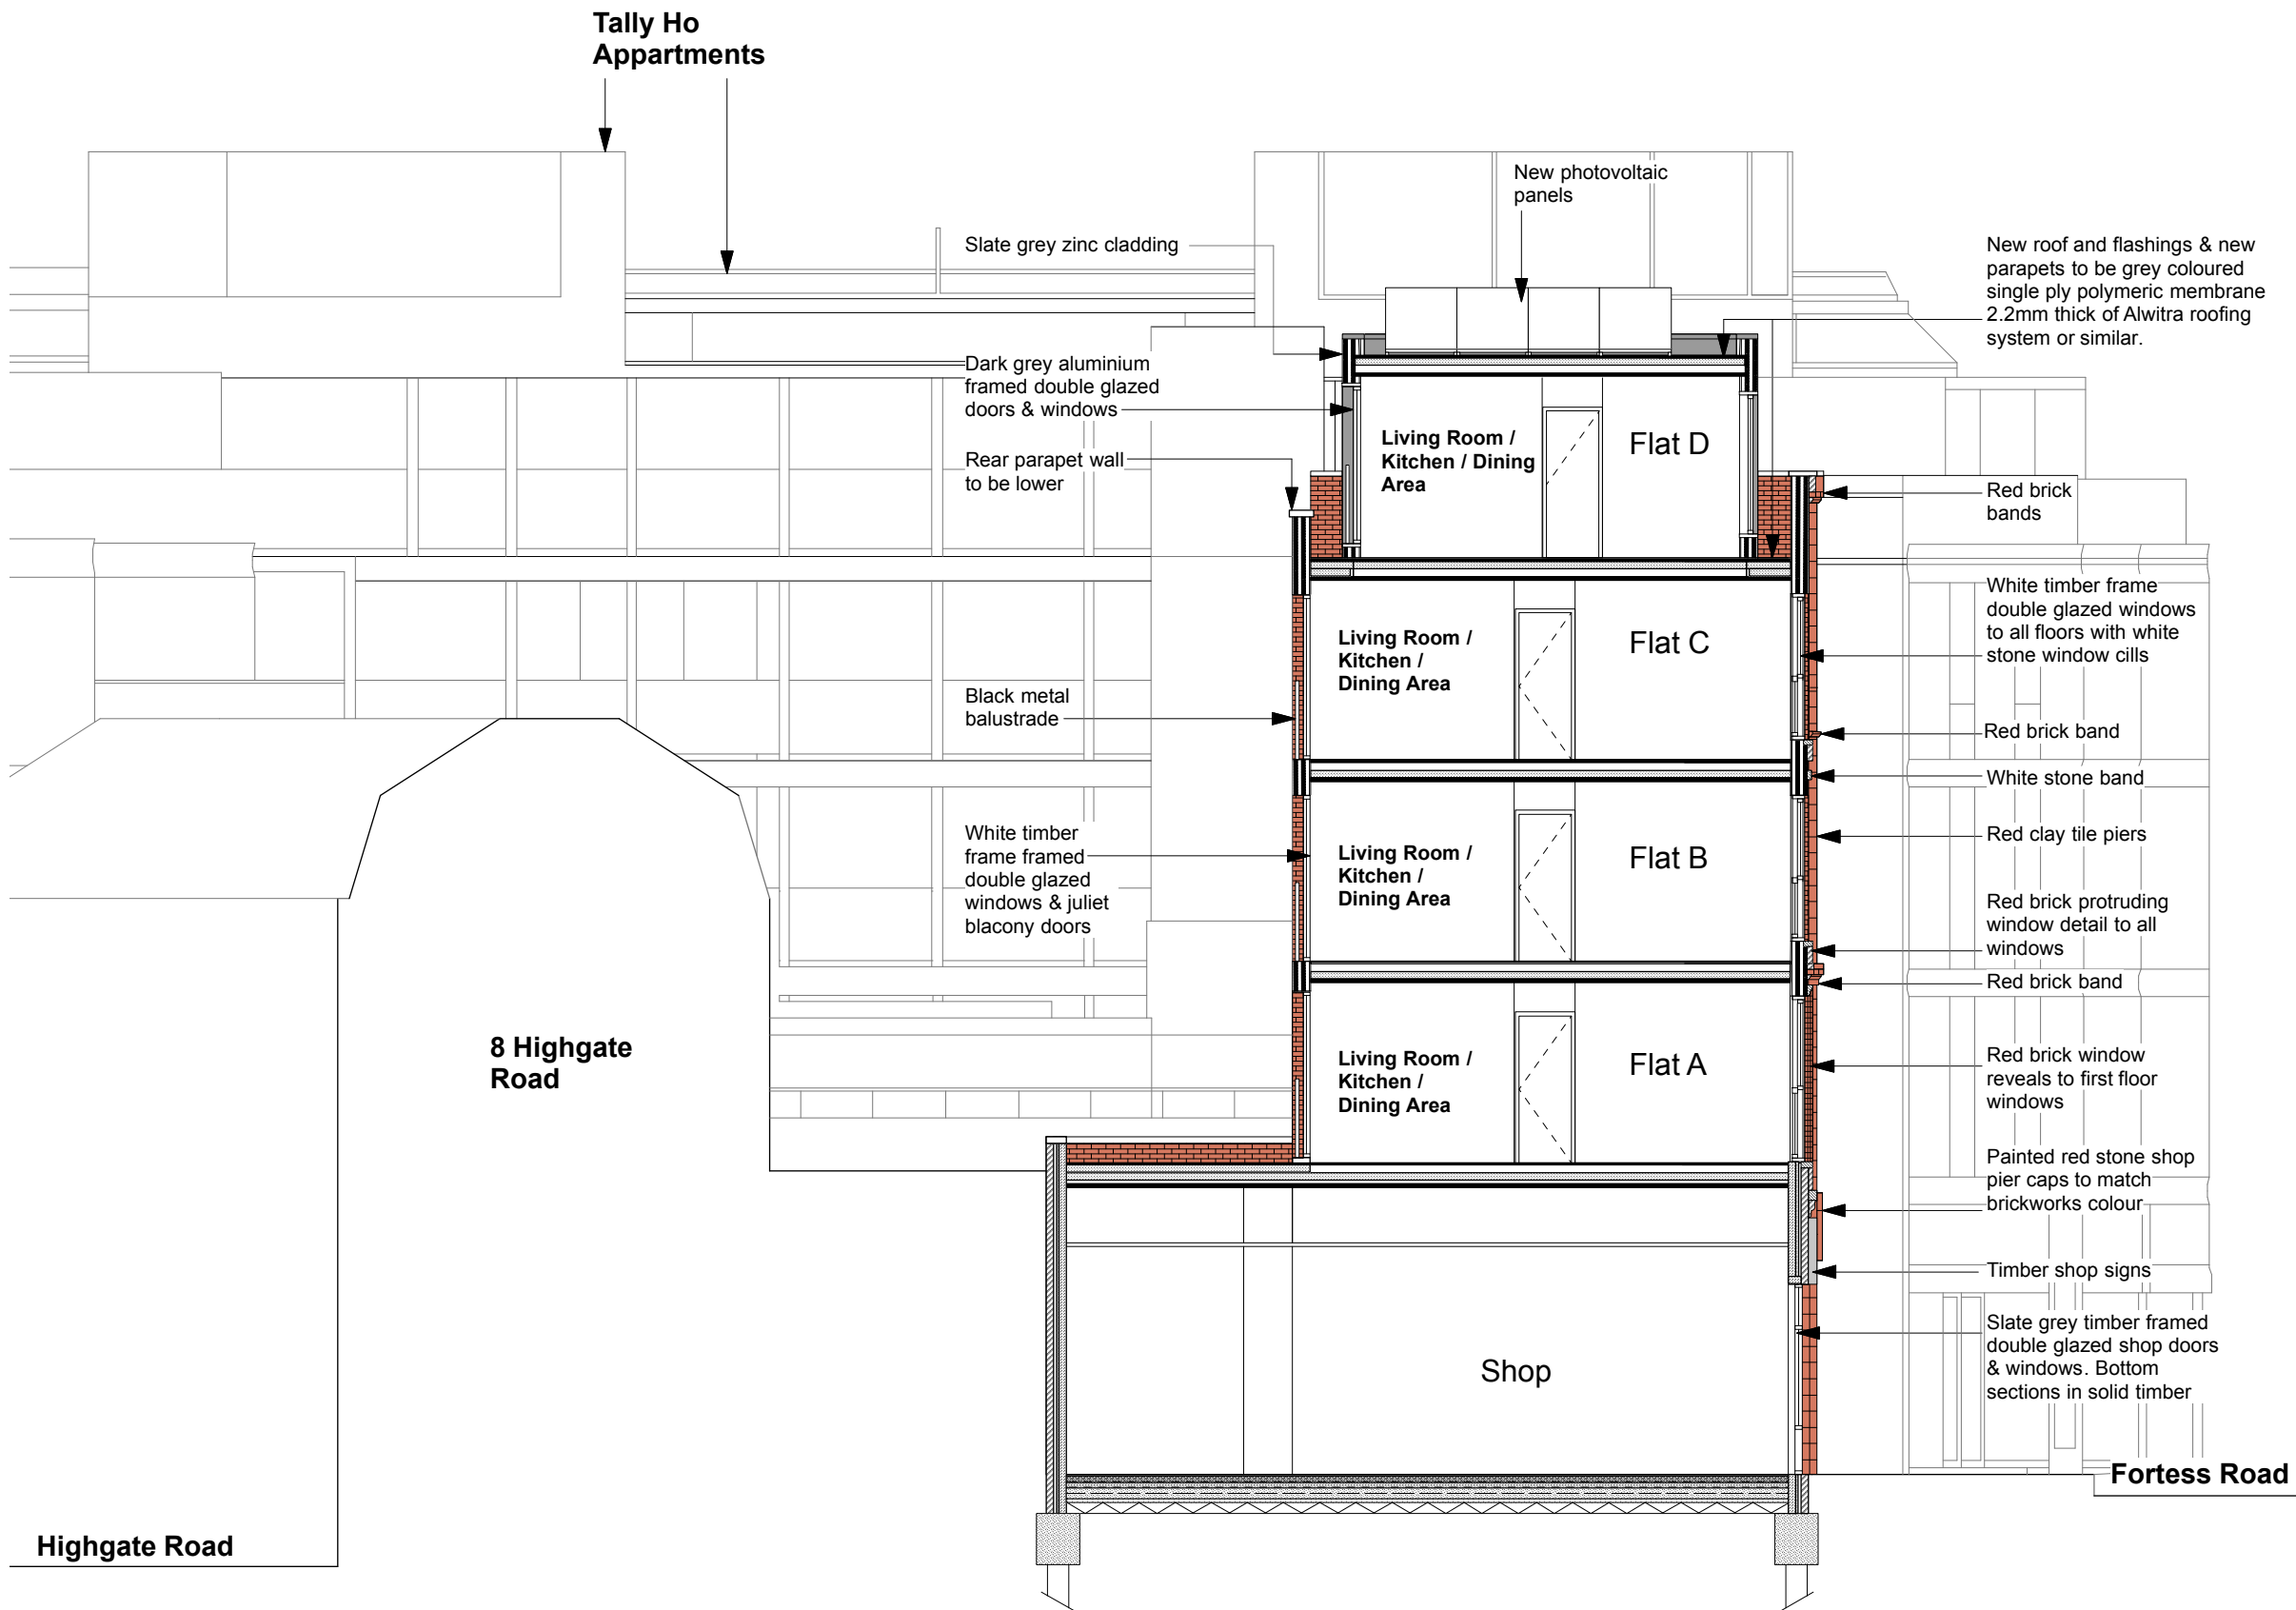 Tally Ho
Appartments
New photovoltaic
panels
Slate grey zinc cladding
New roof and flashings & new
parapets to be grey coloured
single ply polymeric membrane
2.2mm thick of Alwitra roofing
system or similar.
Dark grey aluminium
framed double glazed
doors & windows
Living Room /
Kitchen / Dining
Area
Flat D
Rear parapet wall
to be lower
Red brick
bands
White timber frame
double glazed windows
to all floors with white
stone window cills
Living Room /
Kitchen /
Dining Area
Flat C
Black metal
balustrade
Red brick band
White stone band
White timber
frame framed
double glazed
windows & juliet
blacony doors
Living Room /
Kitchen /
Dining Area
Flat B
Red clay tile piers
Red brick protruding
window detail to all
windows
Red brick band
8 Highgate
Road
Living Room /
Kitchen /
Dining Area
Flat A
Red brick window
reveals to first floor
windows
Painted red stone shop
pier caps to match
brickworks colour
Timber shop signs
Slate grey timber framed
double glazed shop doors
& windows. Bottom
sections in solid timber
Shop
Fortess Road
Highgate Road